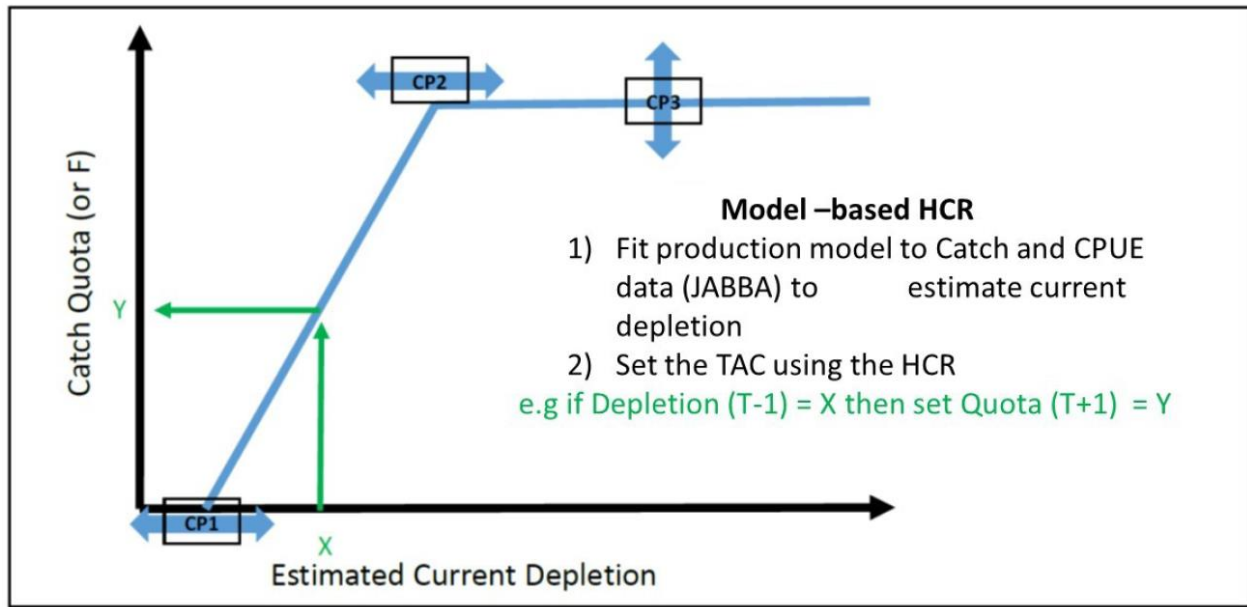 CP2
CP3
Catch Quota (or F)
Model –based HCR
1) Fit production model to Catch and CPUE
data (JABBA) to estimate current
depletion
2) Set the TAC using the HCR
e.g if Depletion (T-1) = X then set Quota (T+1) = Y
Y
CP1
X
Estimated Current Depletion